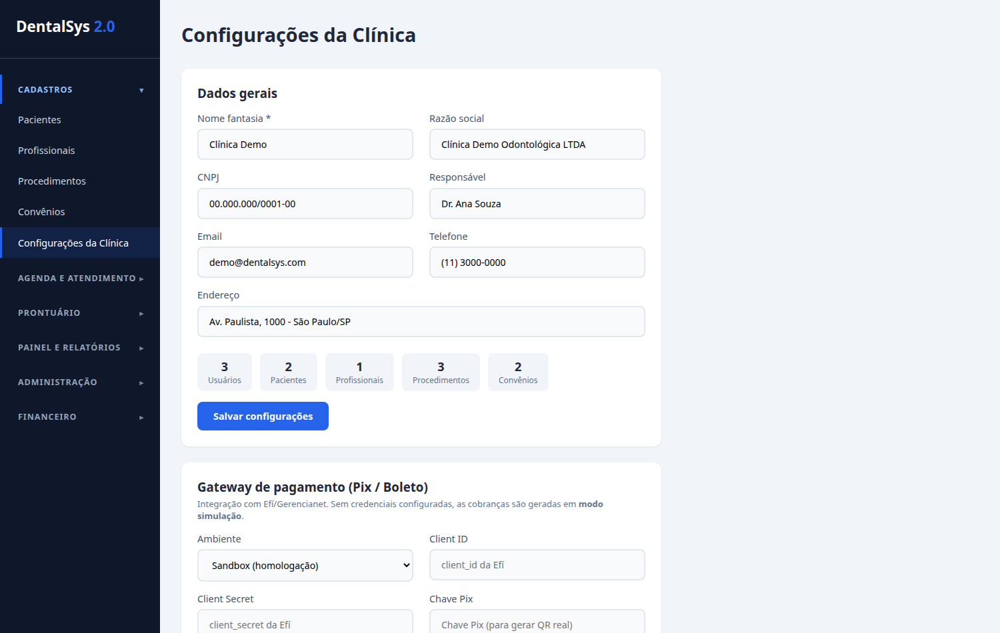 DentalSys 2.0
CADASTROS ▾
Pacientes
Profissionais
Procedimentos
Convênios
Configurações da Clínica
AGENDA E ATENDIMENTO ▸
PRONTUÁRIO ▸
PAINEL E RELATÓRIOS ▸
ADMINISTRAÇÃO ▸
FINANCEIRO ▸
Configurações da Clínica
Dados gerais
Nome fantasia *
Clínica Demo
Razão social
Clínica Demo Odontológica LTDA
CNPJ
00.000.000/0001-00
Responsável
Dr. Ana Souza
Email
demo@dentalsys.com
Telefone
(11) 3000-0000
Endereço
Av. Paulista, 1000 - São Paulo/SP
3
Usuários
2
Pacientes
1
Profissionais
3
Procedimentos
2
Convênios
Salvar configurações
Gateway de pagamento (Pix / Boleto)
Integração com Efí/Gerencianet. Sem credenciais configuradas, as cobranças são geradas em modo
simulação.
Ambiente
Sandbox (homologação)
Client ID
client_id da Efí
Client Secret
client_secret da Efí
Chave Pix
Chave Pix (para gerar QR real)